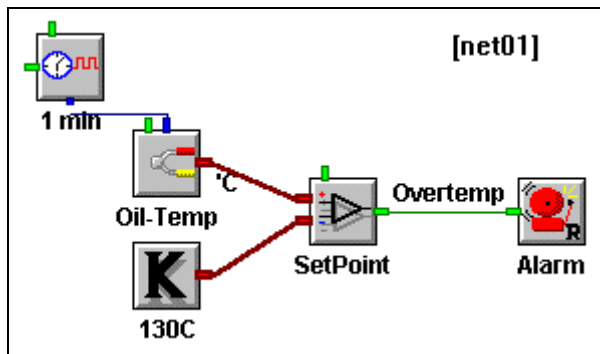 [net01]
1 min
°C
Oil-Temp
Overtemp
SetPoint
R
Alarm
K
130C